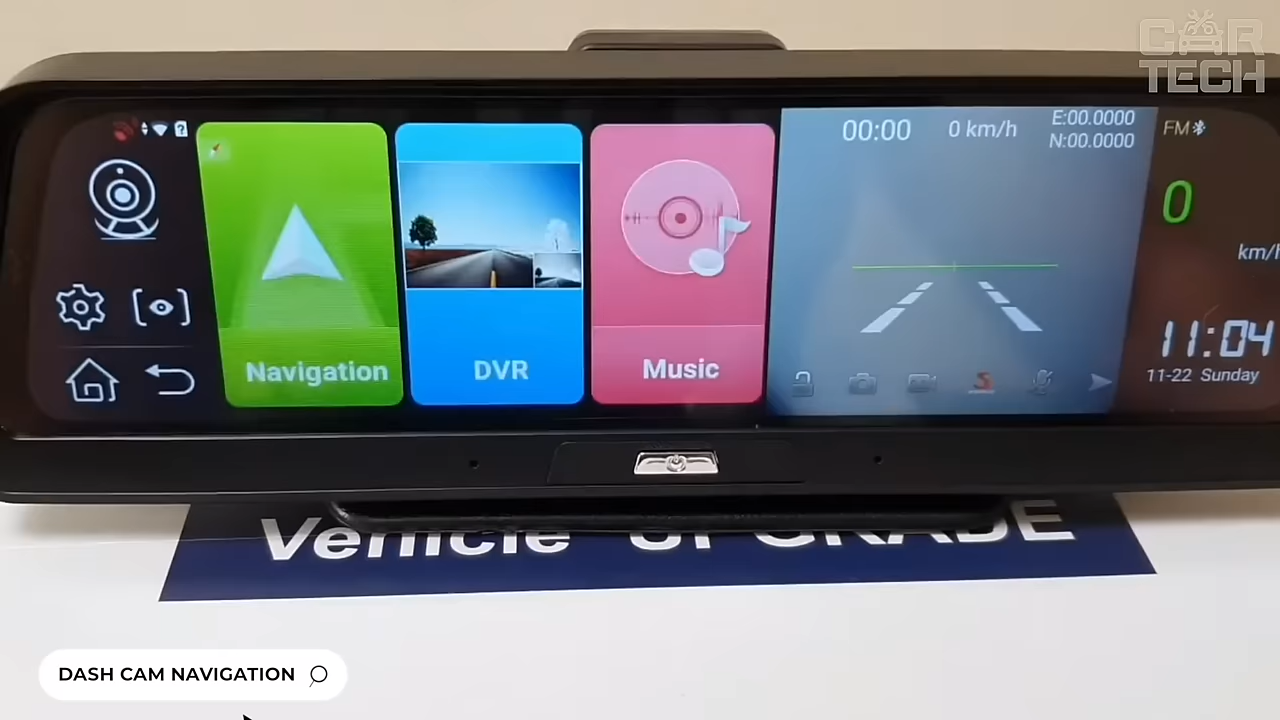 CAR
TECH
00:00
0 km/h
E:00.0000
N:00.0000
FM
0
km/h
11:04
11-22 Sunday
Navigation
DVR
Music
Vehicle UPGRADE
DASH CAM NAVIGATION